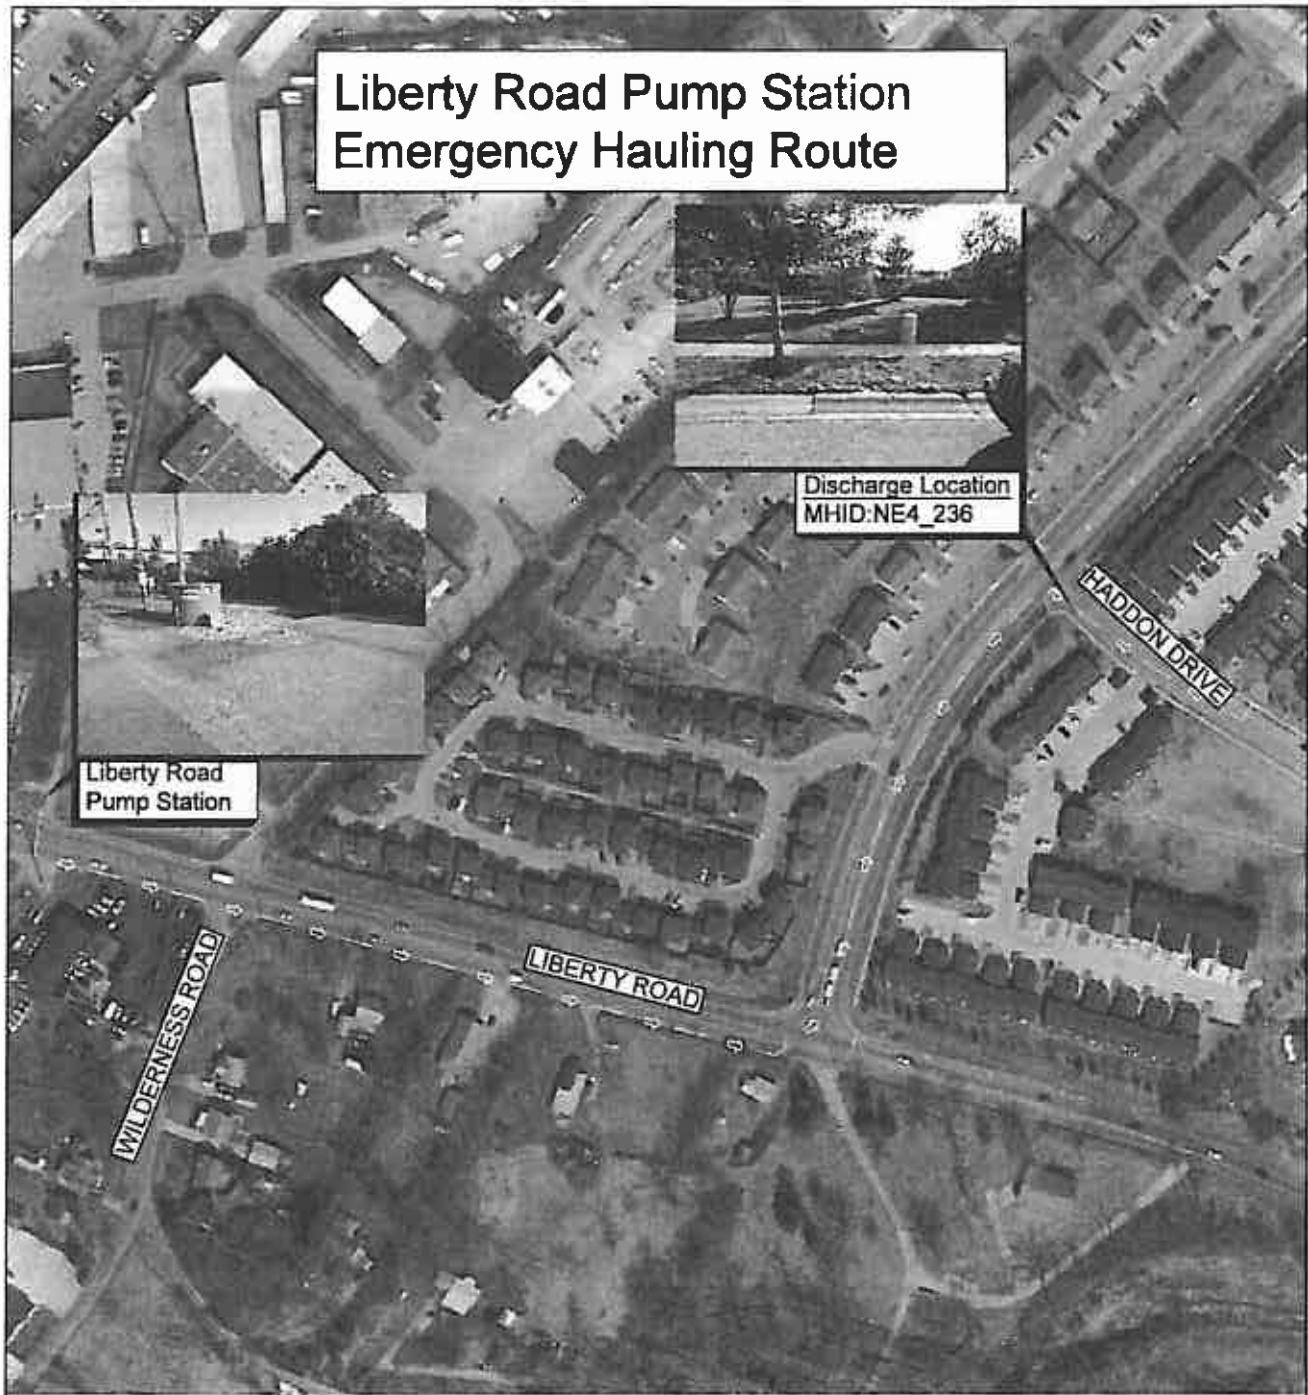 Liberty Road Pump Station
Emergency Hauling Route
Discharge Location
MHID:NE4_236
HADDON DRIVE
Liberty Road
Pump Station
LIBERTY ROAD
WILDERNESS ROAD